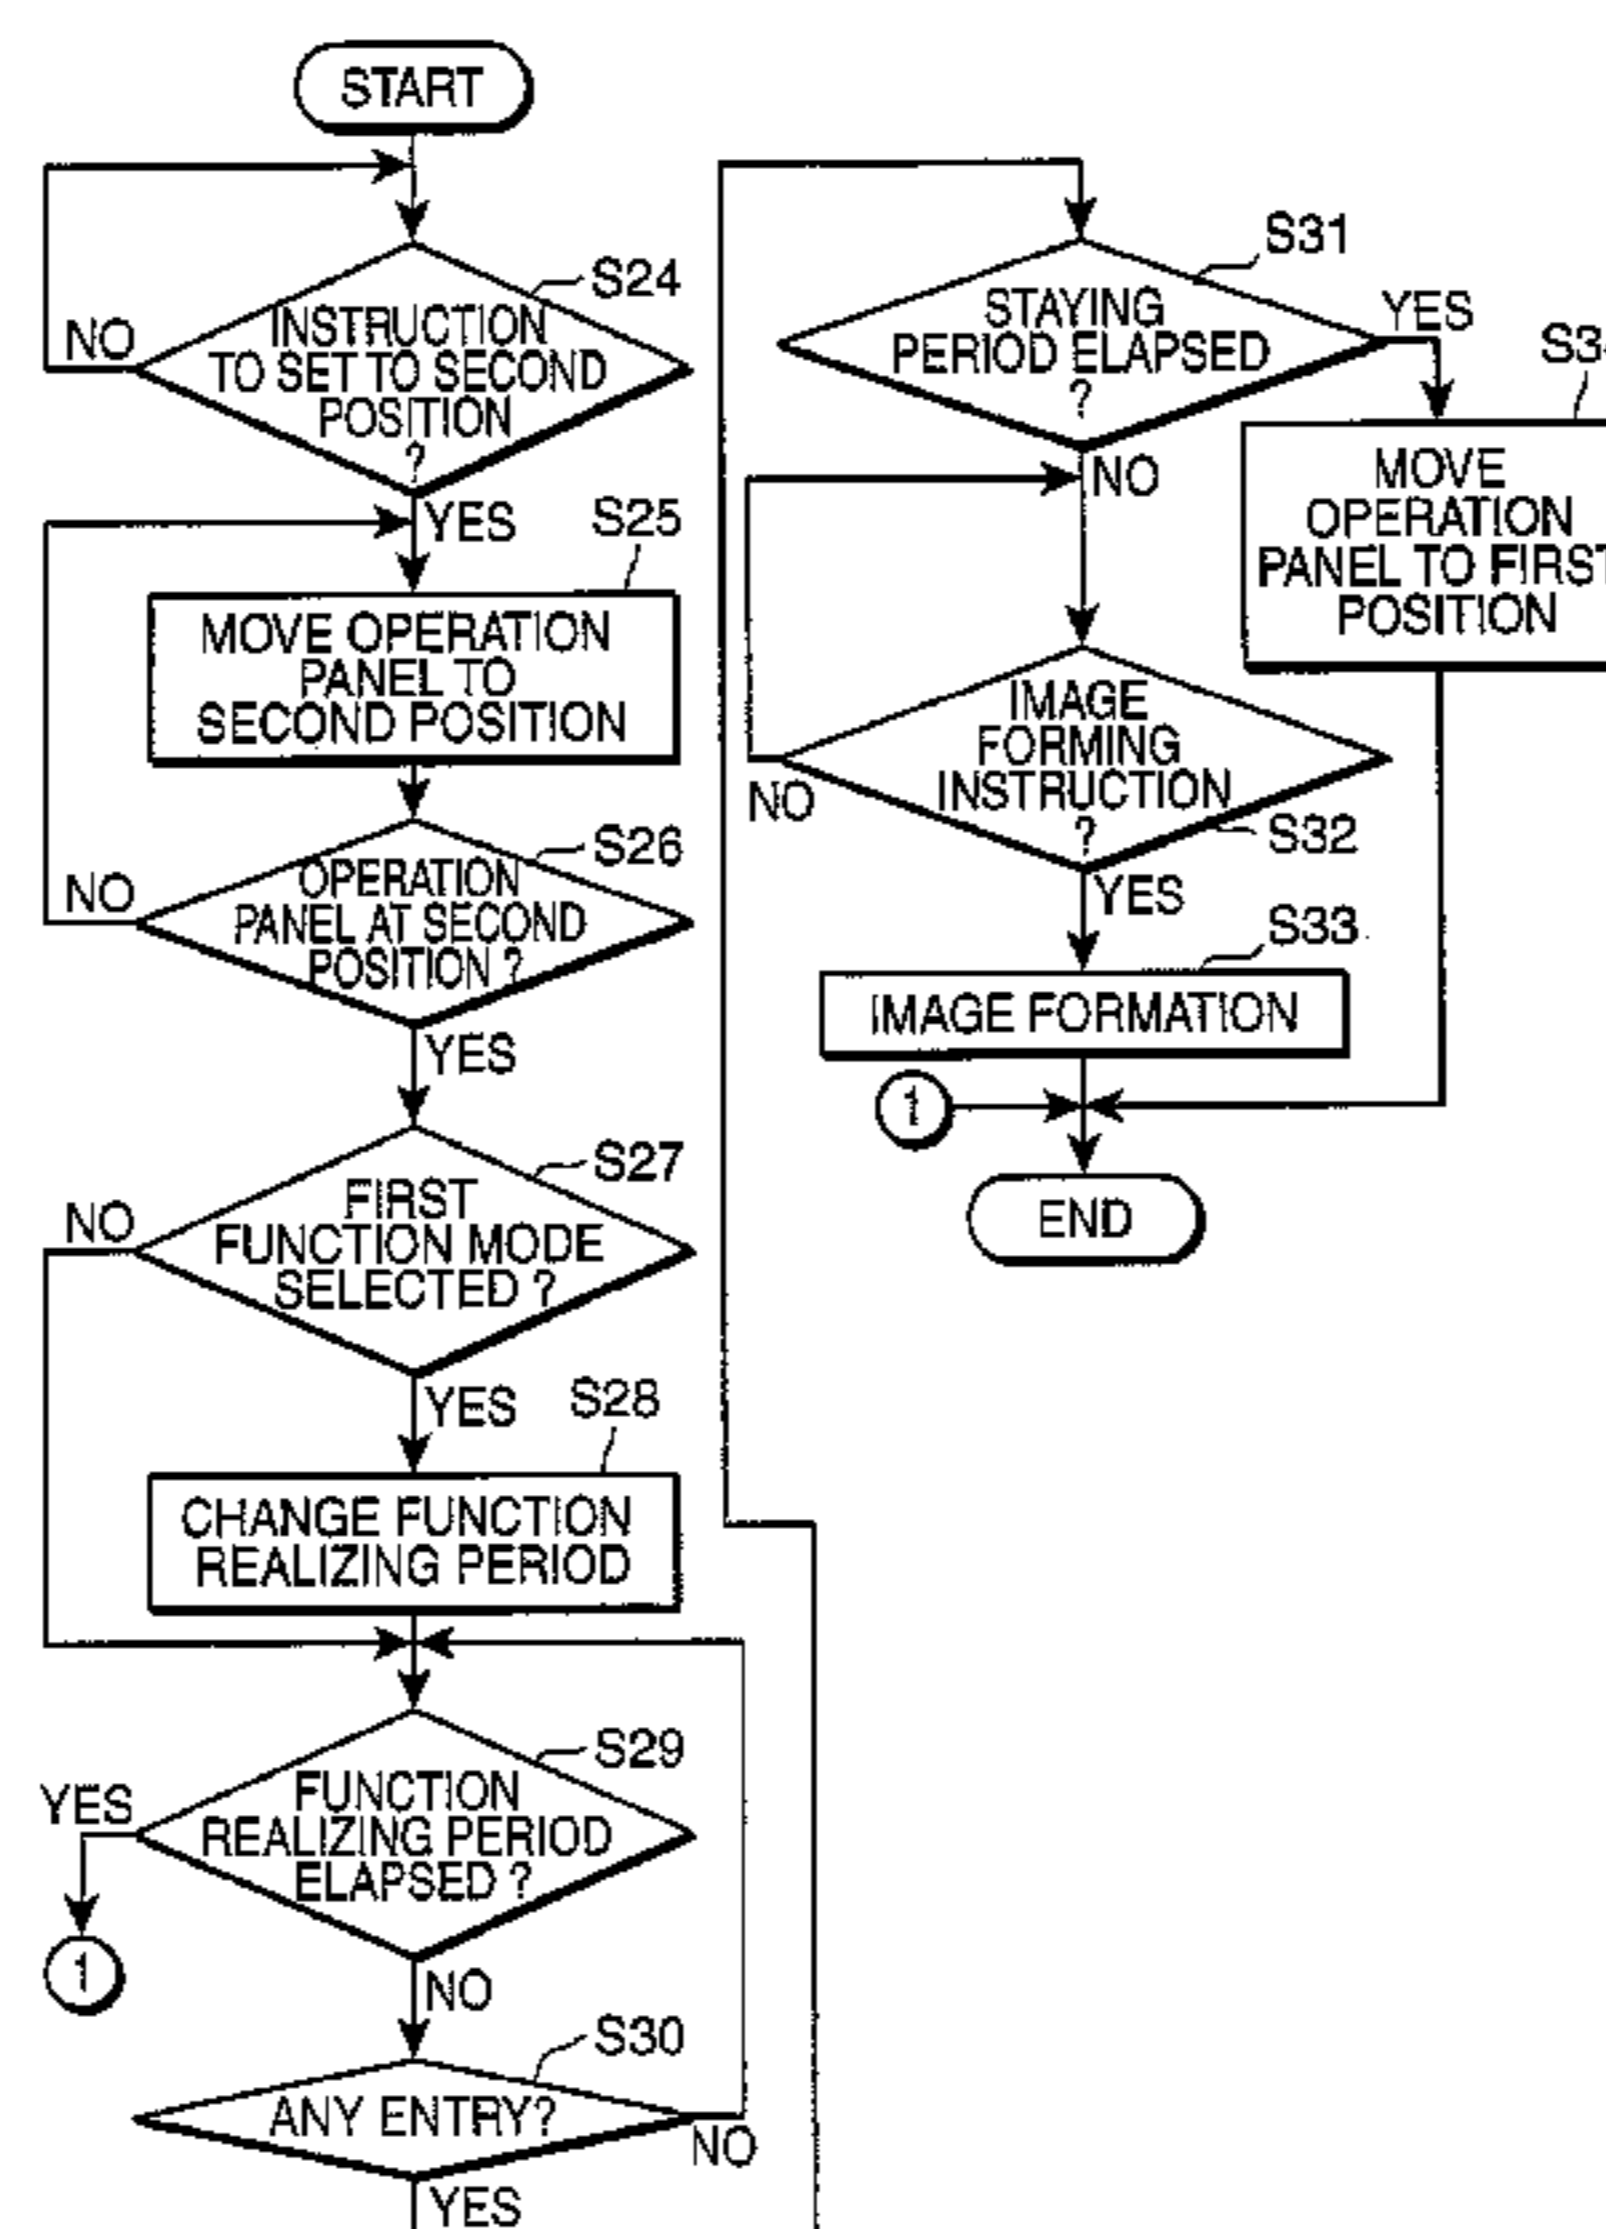 START
S24
INSTRUCTION
TO SET TO SECOND
POSITION
?
NO
YES
S25
MOVE OPERATION
PANEL TO
SECOND POSITION
S26
OPERATION
PANEL AT SECOND
POSITION ?
NO
YES
S27
FIRST
FUNCTION MODE
SELECTED ?
NO
YES
S28
CHANGE FUNCTION
REALIZING PERIOD
S29
FUNCTION
REALIZING PERIOD
ELAPSED ?
YES
1
NO
S30
ANY ENTRY?
NO
YES
S31
STAYING
PERIOD ELAPSED
?
YES
NO
MOVE
OPERATION
PANEL TO FIRST
POSITION
IMAGE
FORMING
INSTRUCTION
?
NO
S32
YES
S33
IMAGE FORMATION
1
END